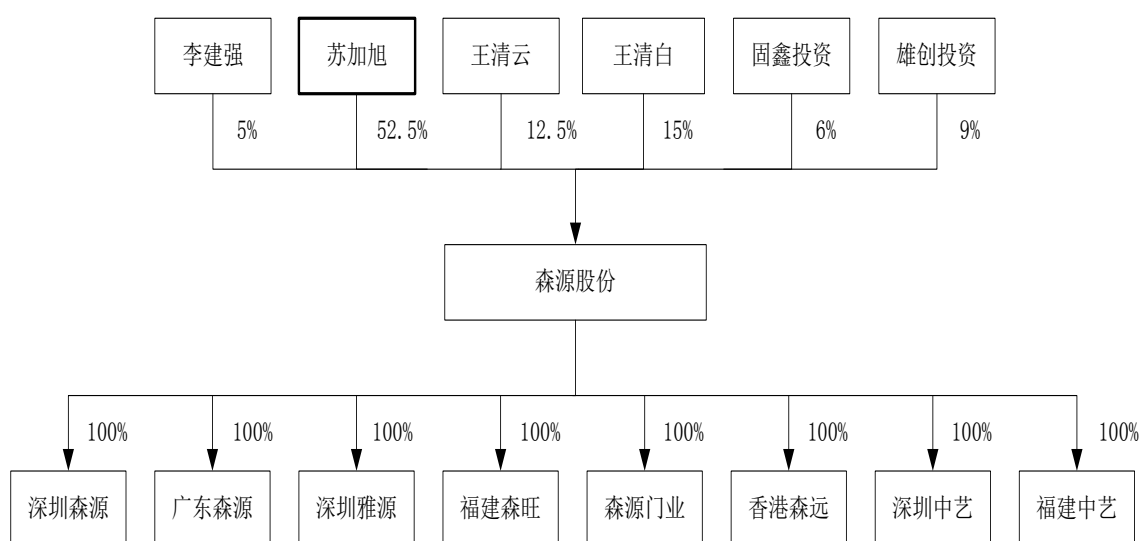 李建强 苏加旭 王清云 王清白 固鑫投资 雄创投资
5% 52.5% 12.5% 15% 6% 9%
森源股份
100% 100% 100% 100% 100% 100% 100% 100%
深圳森源 广东森源 深圳雅源 福建森旺 森源门业 香港森远 深圳中艺 福建中艺